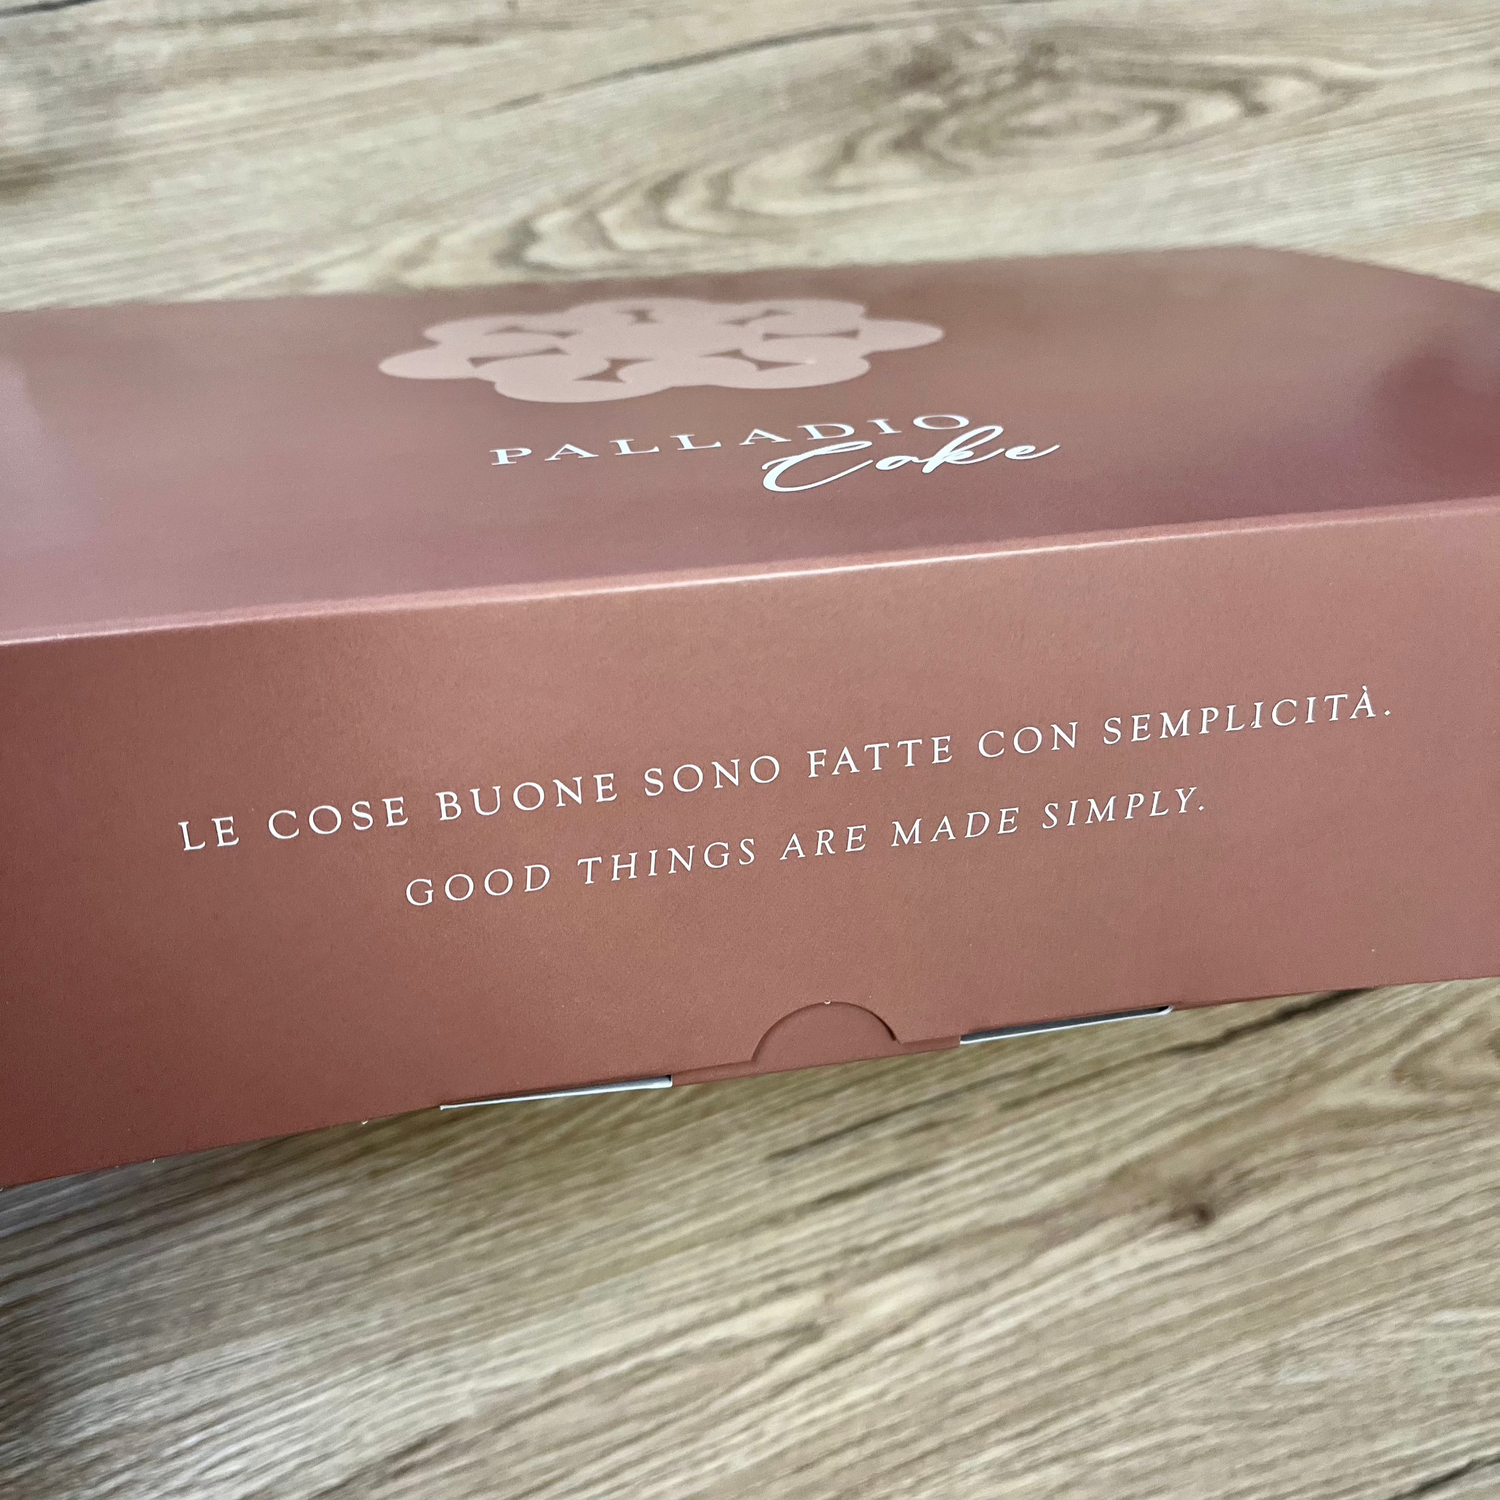 PALLADIO
Cake
LE COSE BUONE SONO FATTE CON SEMPLICITÀ.
GOOD THINGS ARE MADE SIMPLY.